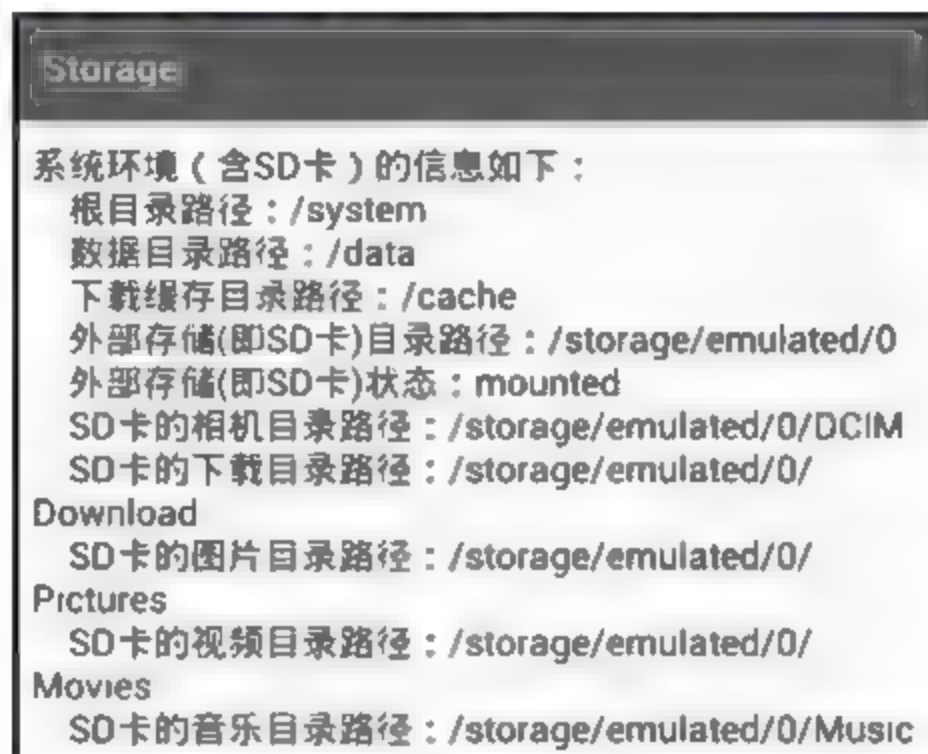 Storage
系统环境（含SD卡）的信息如下：
根目录路径：/system
数据目录路径：/data
下载缓存目录路径：/cache
外部存储(即SD卡)目录路径：/storage/emulated/0
外部存储(即SD卡)状态：mounted
SD卡的相机目录路径：/storage/emulated/0/DCIM
SD卡的下载目录路径：/storage/emulated/0/
Download
SD卡的图片目录路径：/storage/emulated/0/
Pictures
SD卡的视频目录路径：/storage/emulated/0/
Movies
SD卡的音乐目录路径：/storage/emulated/0/Music